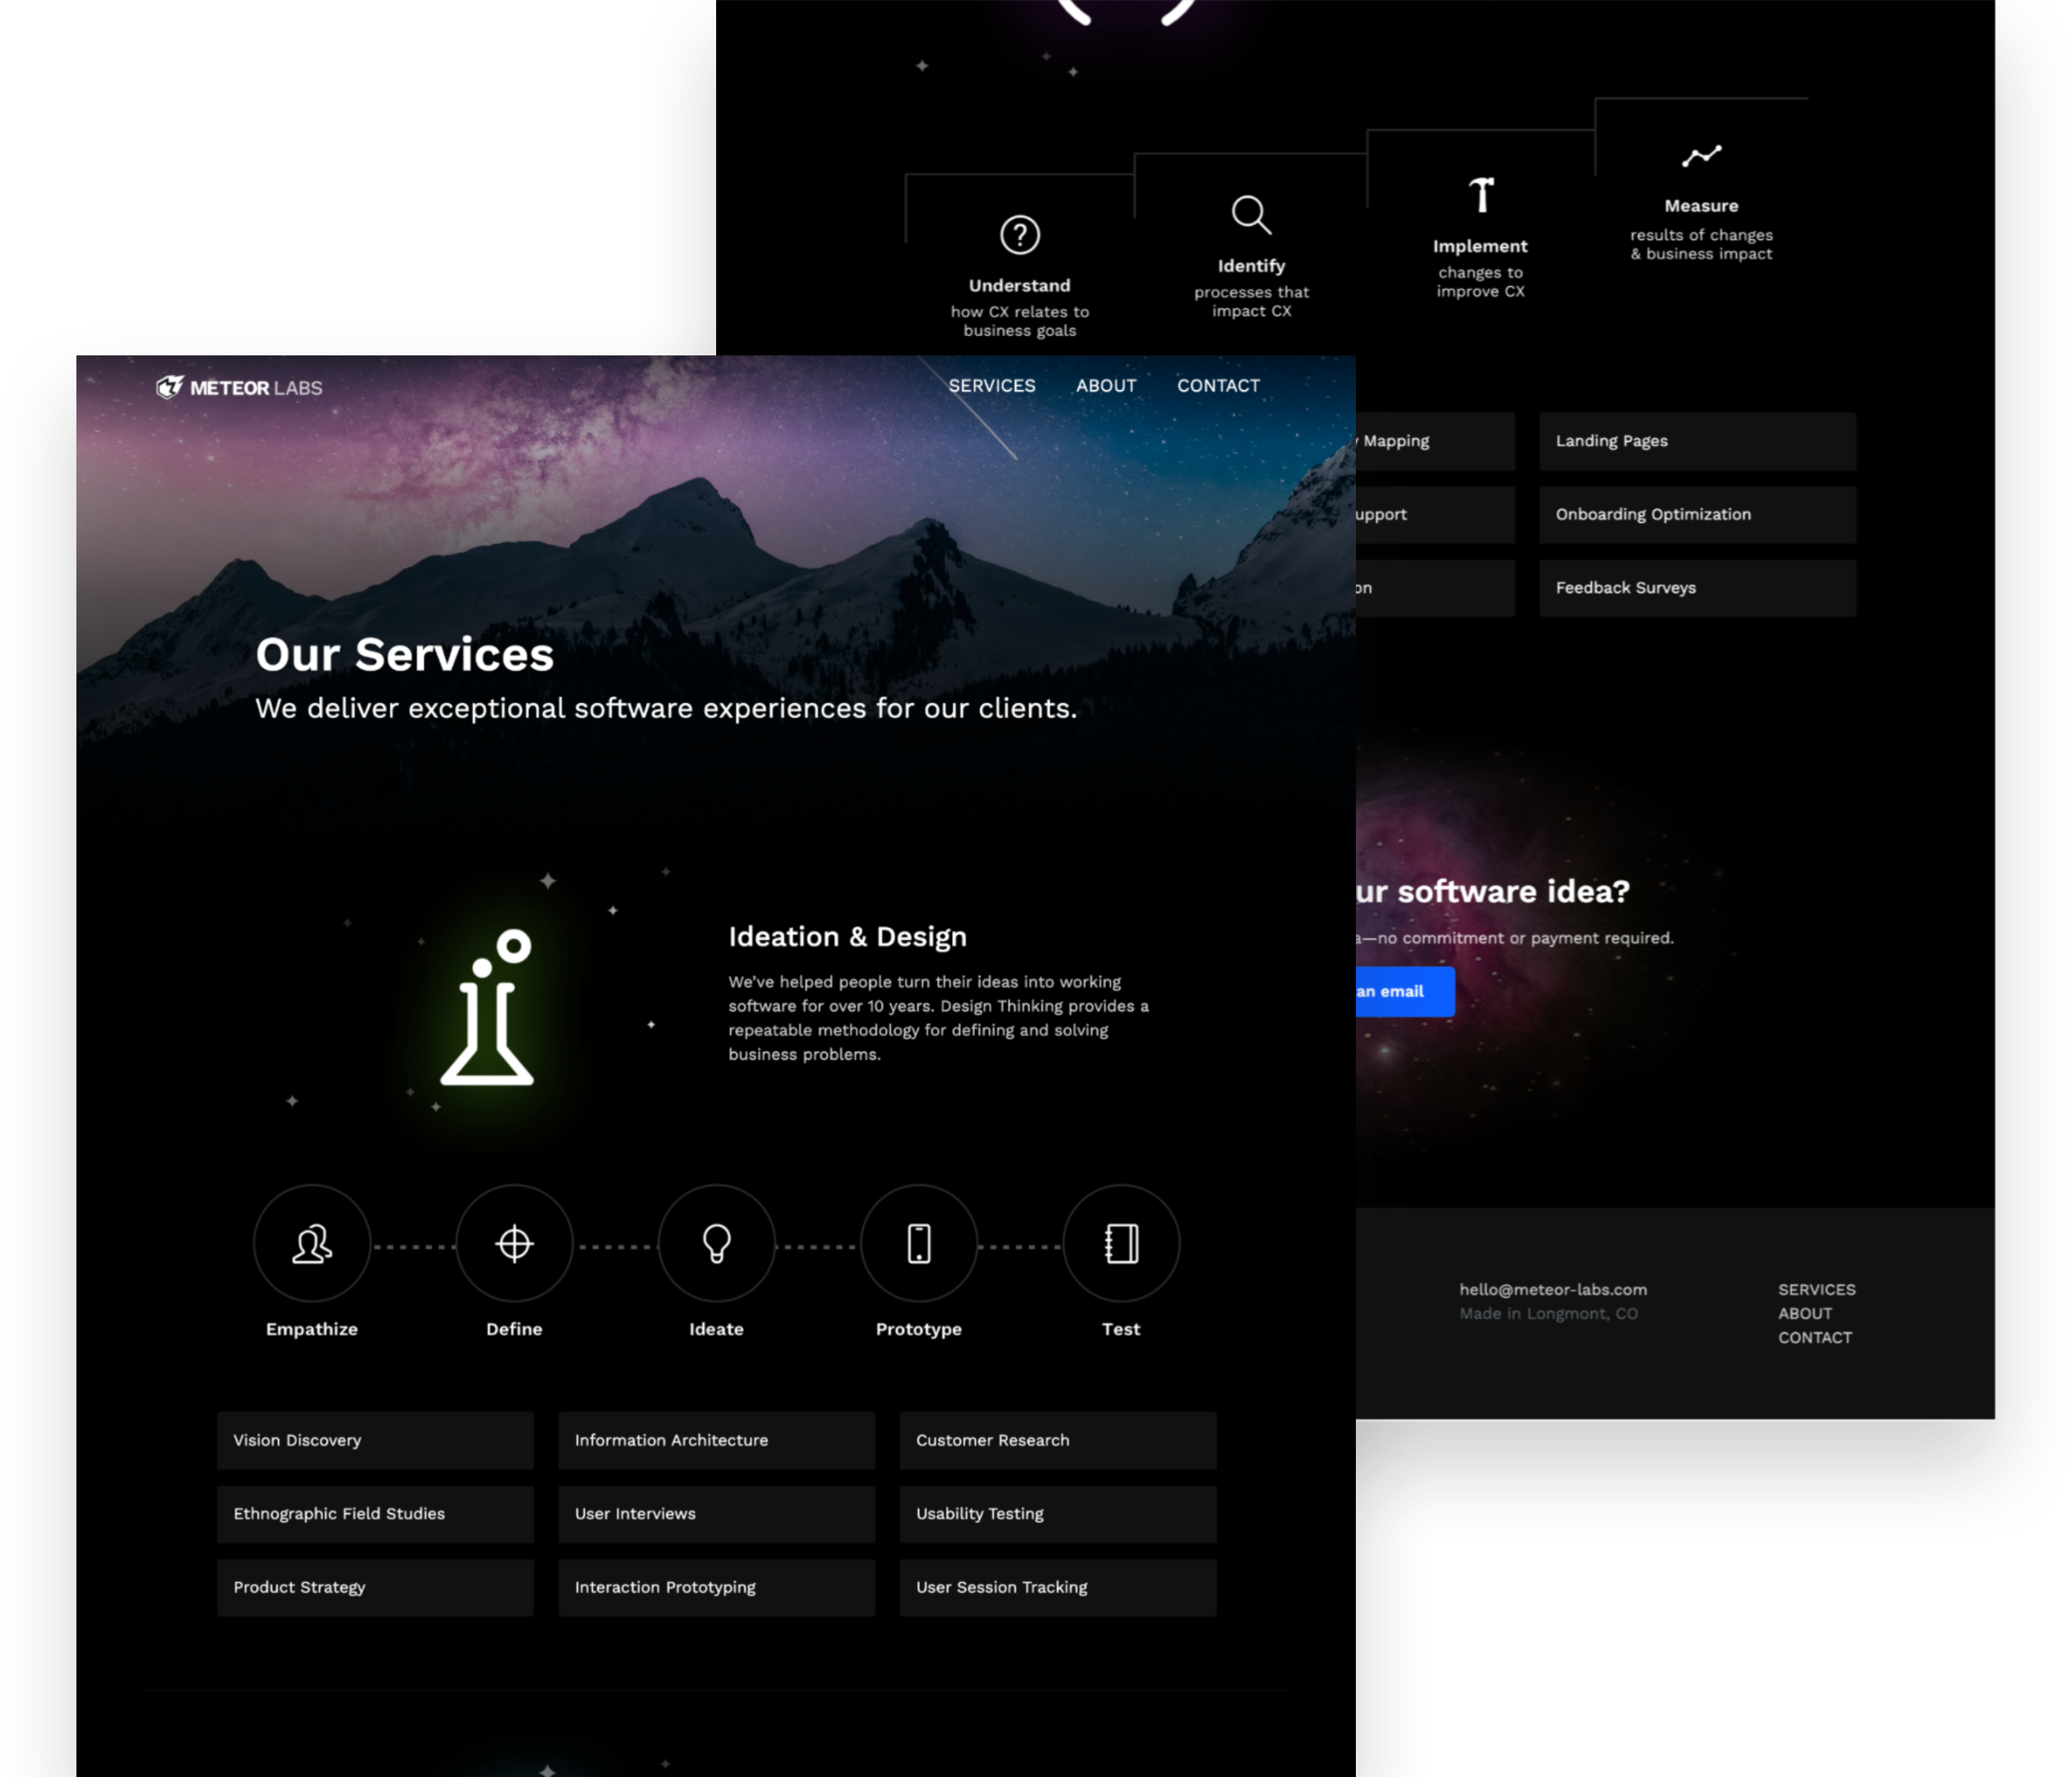 Understand
how CX relates to
business goals
Identify
processes that
impact CX
Implement
changes to
improve CX
Measure
results of changes
& business impact
Mapping
Landing Pages
Onboarding Optimization
Feedback Surveys
software idea?
—no commitment or payment required.
an email
hello@meteor-labs.com
Made in Longmont, CO
SERVICES
ABOUT
CONTACT
METEOR LABS
SERVICES
ABOUT
CONTACT
Our Services
We deliver exceptional software experiences for our clients.
Ideation & Design
We've helped people turn their ideas into working
software for over 10 years. Design Thinking provides a
repeatable methodology for defining and solving
business problems.
Empathize
Define
Ideate
Prototype
Test
Vision Discovery
Information Architecture
Customer Research
Ethnographic Field Studies
User Interviews
Usability Testing
Product Strategy
Interaction Prototyping
User Session Tracking